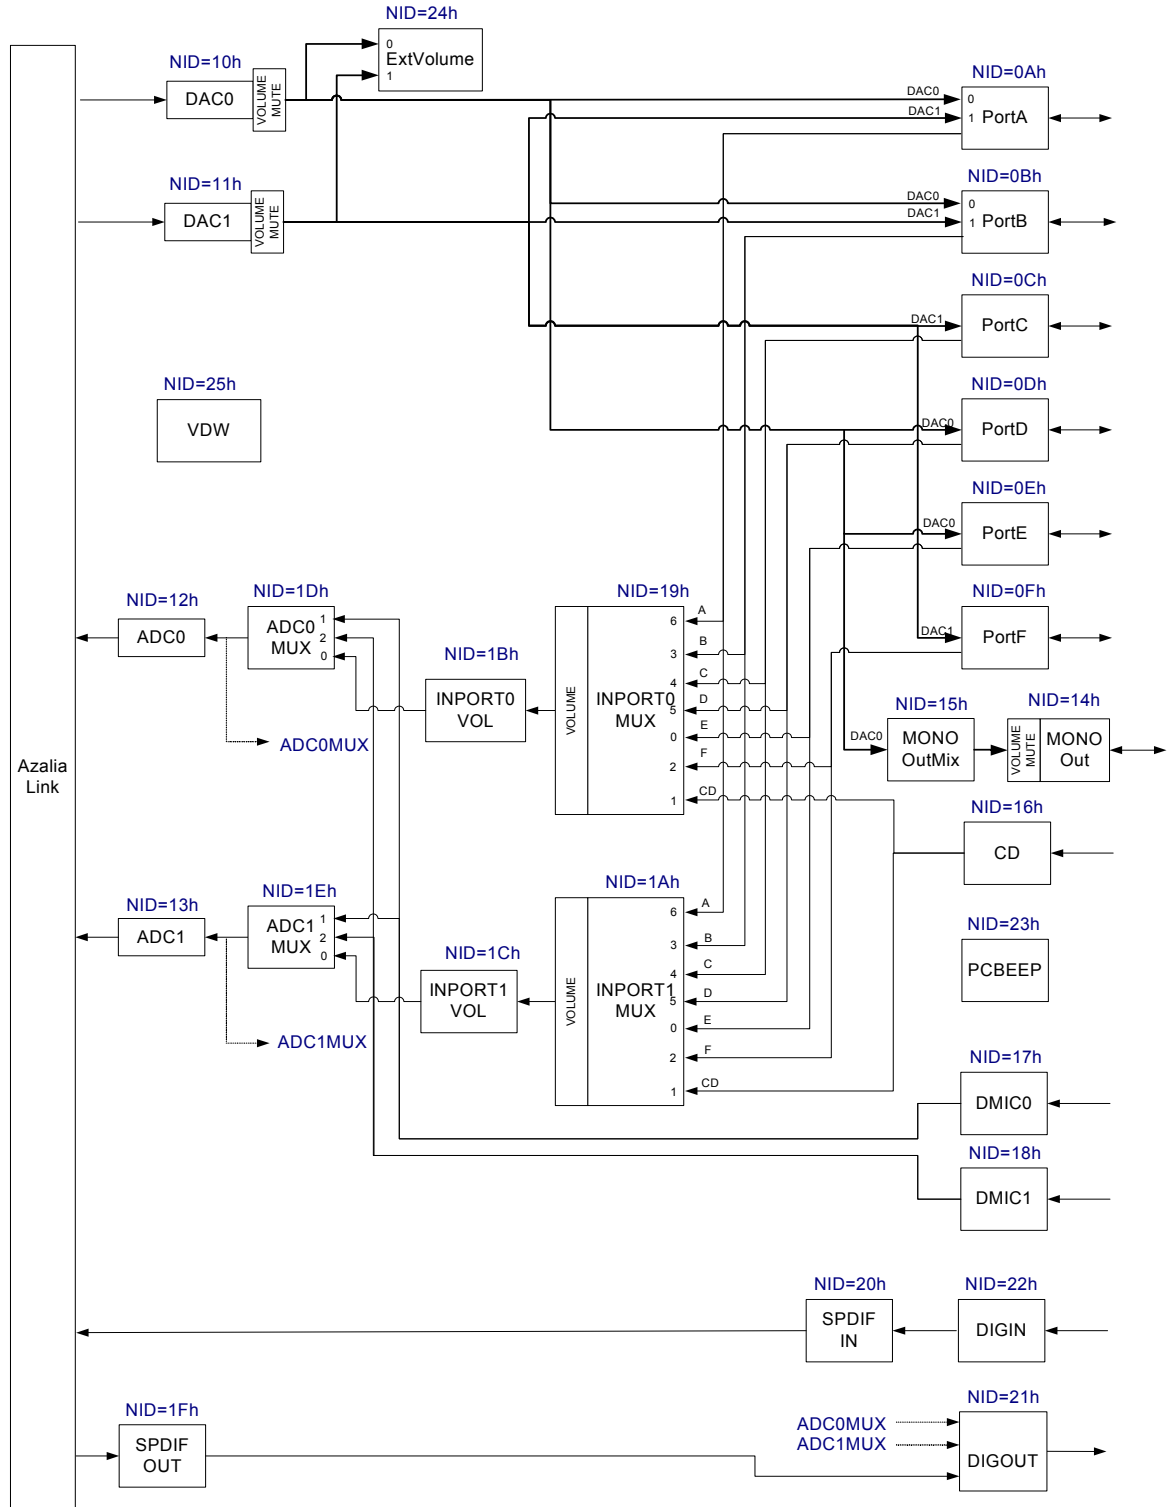 NID=24h
0
ExtVolume
1
NID=10h
DAC0
VOLUME
MUTE
NID=0Ah
DAC0
0
DAC1
1
PortA
NID=11h
DAC1
VOLUME
MUTE
NID=0Bh
DAC0
0
DAC1
1
PortB
NID=0Ch
DAC1
PortC
NID=25h
VDW
NID=0Dh
DAC0
PortD
NID=0Eh
DAC0
PortE
NID=0Fh
DAC1
PortF
NID=12h
ADC0
NID=1Dh
ADC0
MUX
1
2
0
ADC0MUX
NID=1Bh
INPORT0
VOL
NID=19h
VOLUME
INPORT0
MUX
A
6
B
3
C
4
D
5
E
0
F
2
CD
1
NID=15h
DAC0
MONO
OutMix
NID=14h
VOLUME
MUTE
MONO
Out
Azalia
Link
NID=16h
CD
NID=13h
ADC1
NID=1Eh
ADC1
MUX
1
2
0
ADC1MUX
NID=1Ch
INPORT1
VOL
NID=1Ah
VOLUME
INPORT1
MUX
A
6
B
3
C
4
D
5
E
0
F
2
CD
1
NID=23h
PCBEEP
NID=17h
DMIC0
NID=18h
DMIC1
NID=20h
SPDIF
IN
NID=22h
DIGIN
NID=1Fh
SPDIF
OUT
NID=21h
ADC0MUX
ADC1MUX
DIGOUT